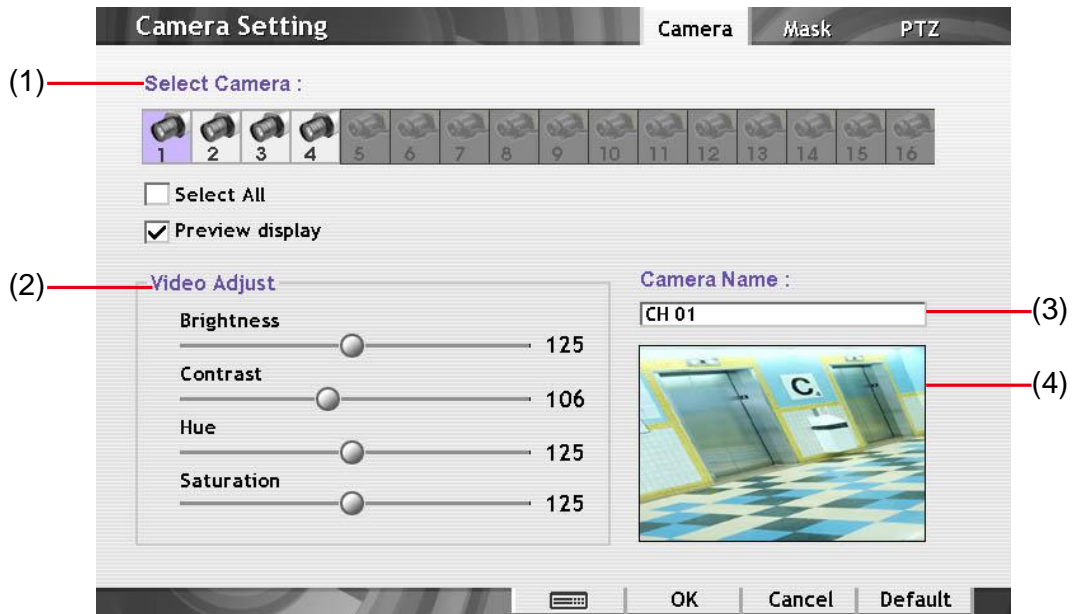 Camera Setting Camera Mask PTZ
(1) Select Camera :
1 2 3 4 5 6 7 8 9 10 11 12 13 14 15 16
Select All
Preview display
(2) Video Adjust
Brightness
125
Contrast
106
Hue
125
Saturation
125
Camera Name :
CH 01 (3)
C (4)
OK Cancel Default